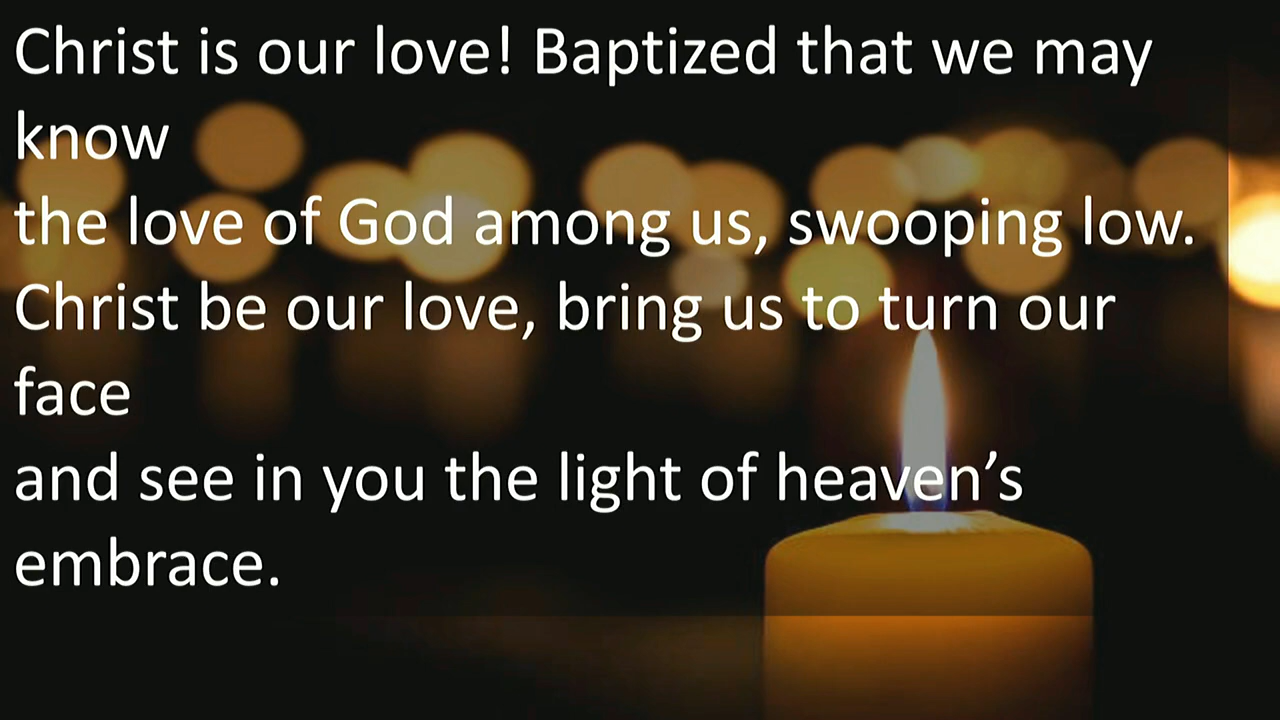 Christ is our love! Baptized that we may
know
the love of God among us, swooping low.
Christ be our love, bring us to turn our
face
and see in you the light of heaven’s
embrace.